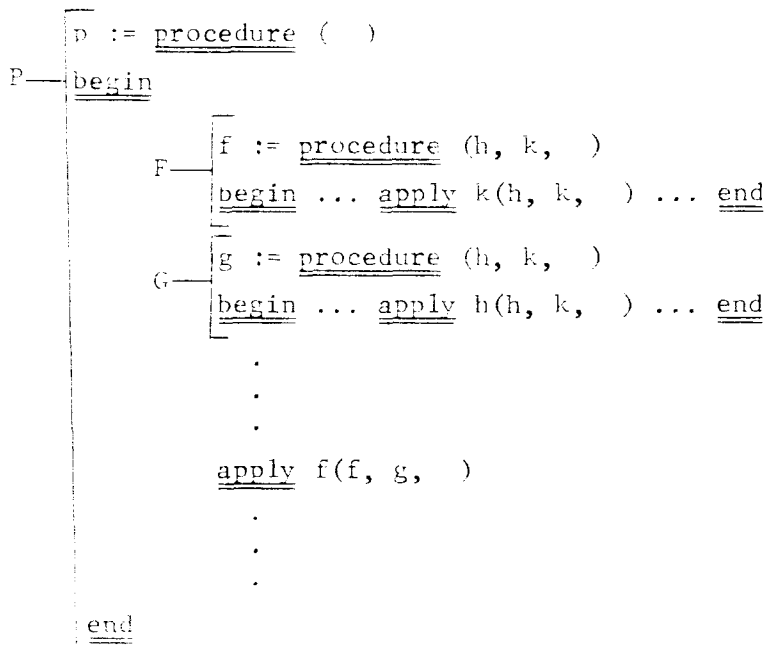 p := procedure ( )
P
begin
f := procedure (h, k, )
F
begin ... apply k(h, k, ) ... end
g := procedure (h, k, )
G
begin ... apply h(h, k, ) ... end
.
.
.
apply f(f, g, )
.
.
.
end